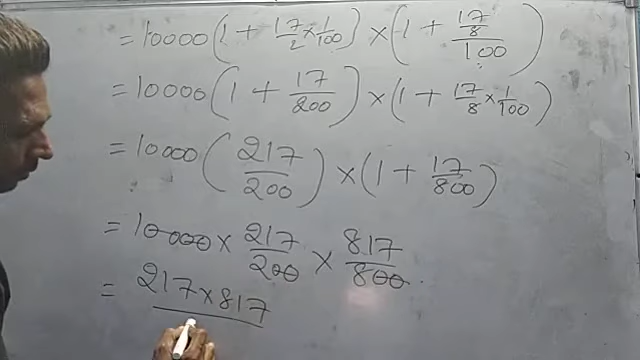 = 10000(1 + 17/2 × 1/100) × (1 + 17/8/100)
= 10000(1 + 17/200) × (1 + 17/8 × 1/100)
= 10000(217/200) × (1 + 17/800)
= 10000 × 217/200 × 817/800
= 217×817